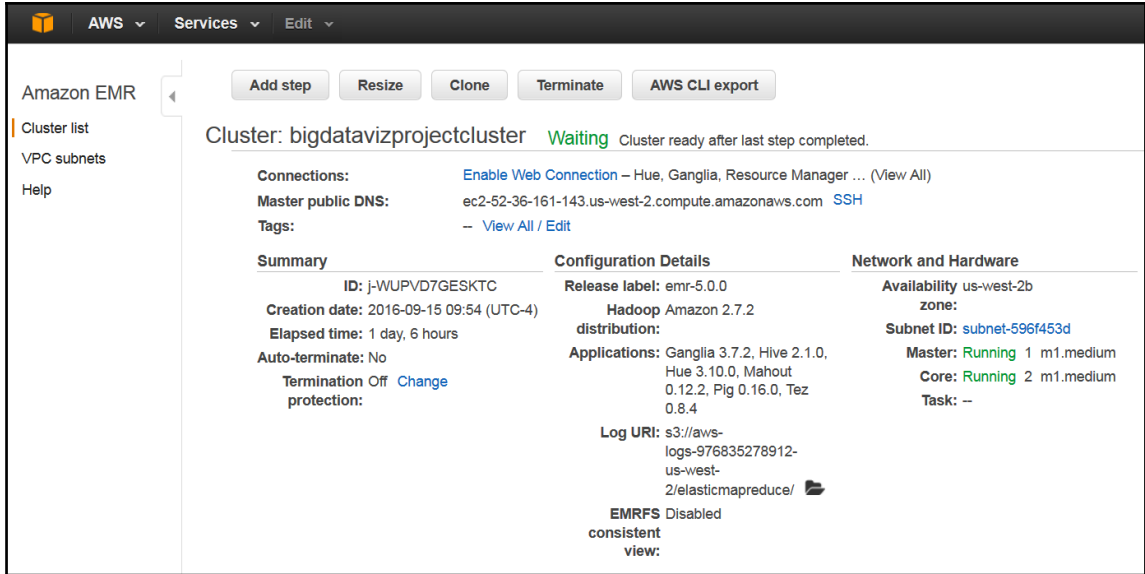 AWS Services Edit
Amazon EMR
Cluster list
VPC subnets
Help
Add step Resize Clone Terminate AWS CLI export
Cluster: bigdatavizprojectcluster Waiting Cluster ready after last step completed.
Connections: Enable Web Connection – Hue, Ganglia, Resource Manager ... (View All)
Master public DNS: ec2-52-36-161-143.us-west-2.compute.amazonaws.com SSH
Tags: -- View All / Edit
Summary
ID: j-WUPVD7GESKTC
Creation date: 2016-09-15 09:54 (UTC-4)
Elapsed time: 1 day, 6 hours
Auto-terminate: No
Termination Off Change
protection:
Configuration Details
Release label: emr-5.0.0
Hadoop Amazon 2.7.2
distribution:
Applications: Ganglia 3.7.2, Hive 2.1.0,
Hue 3.10.0, Mahout
0.12.2, Pig 0.16.0, Tez
0.8.4
Log URI: s3://aws-
logs-976835278912-
us-west-
2/elasticmapreduce/
EMRFS Disabled
consistent
view:
Network and Hardware
Availability us-west-2b
zone:
Subnet ID: subnet-596f453d
Master: Running 1 m1.medium
Core: Running 2 m1.medium
Task: --